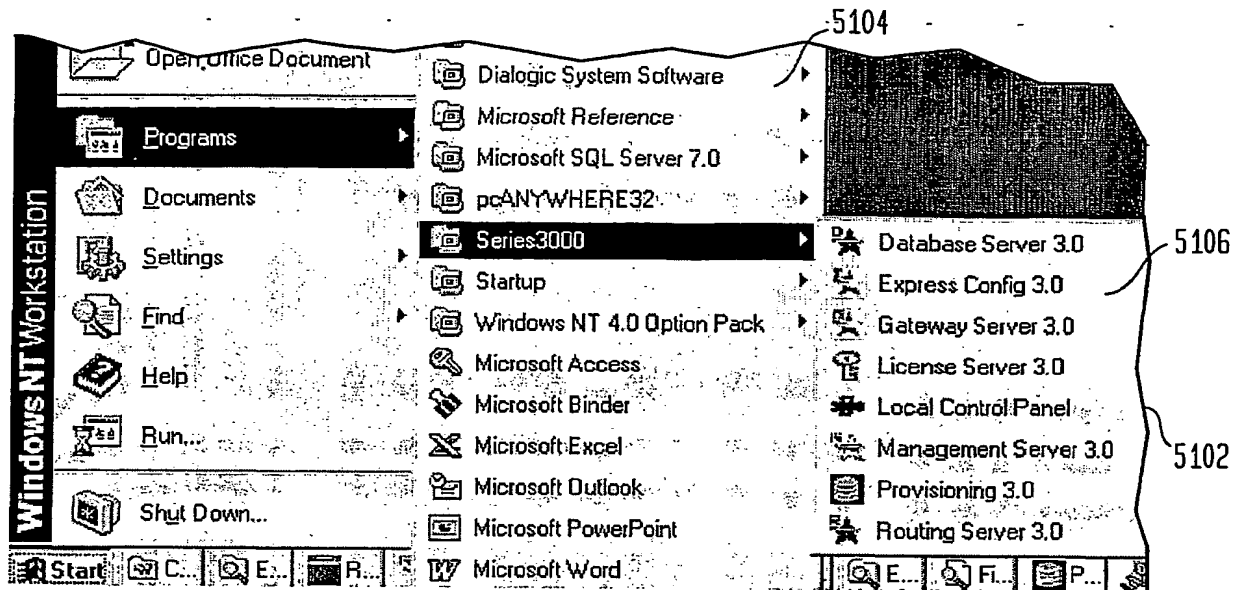 5104
Open Office Document
Programs
Documents
Settings
Find
Help
Run...
Shut Down...
Windows NT Workstation
Dialogic System Software
Microsoft Reference
Microsoft SQL Server 7.0
pcANYWHERE32
Series3000
Startup
Windows NT 4.0 Option Pack
Microsoft Access
Microsoft Binder
Microsoft Excel
Microsoft Outlook
Microsoft PowerPoint
Microsoft Word
Database Server 3.0
Express Config 3.0
Gateway Server 3.0
License Server 3.0
Local Control Panel
Management Server 3.0
Provisioning 3.0
Routing Server 3.0
5106
5102
Start
C...
E...
R...
E...
Fi...
P...